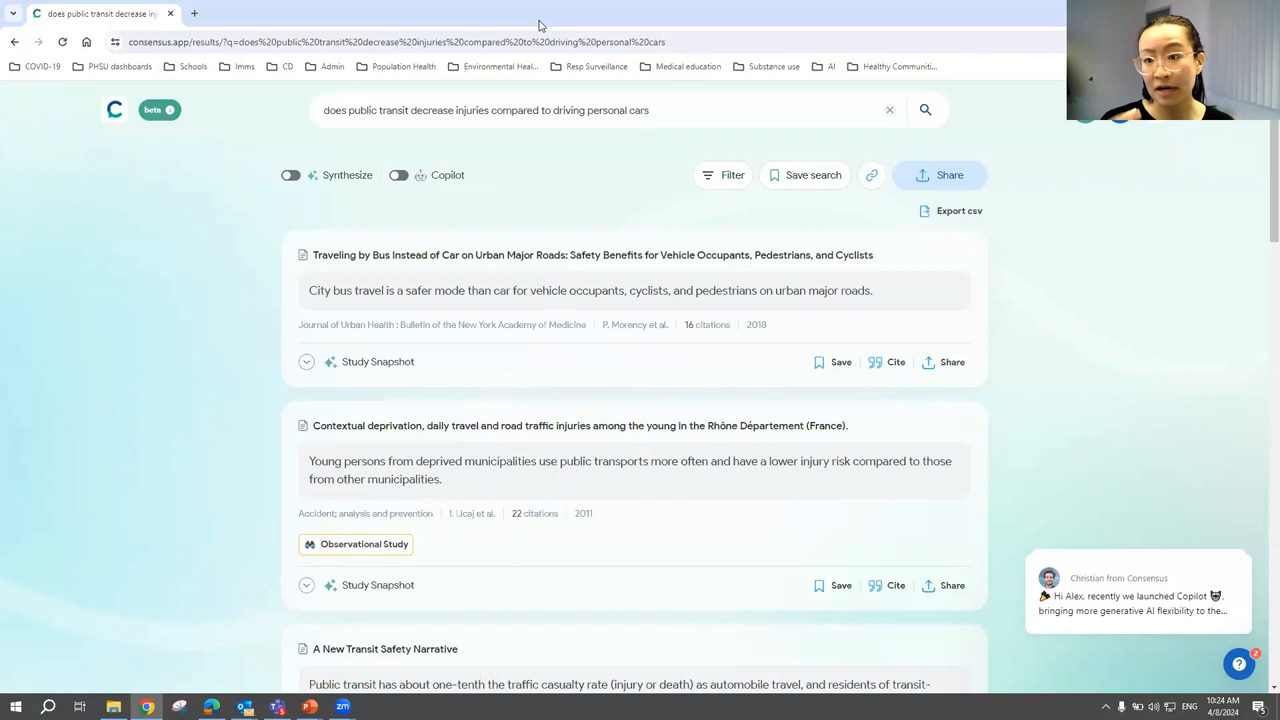 does public transit decrease inj
consensus.app/results/?q=does%20public%20transit%20decrease%20injuries%20compared%20to%20driving%20personal%20cars
COVID-19 PHSU dashboards Schools Imms CD Admin Population Health Environmental Heal... Resp Surveillance Medical education Substance use AI Healthy Communiti...
beta
does public transit decrease injuries compared to driving personal cars
Synthesize Copilot Filter Save search Share
Export csv
Traveling by Bus Instead of Car on Urban Major Roads: Safety Benefits for Vehicle Occupants, Pedestrians, and Cyclists
City bus travel is a safer mode than car for vehicle occupants, cyclists, and pedestrians on urban major roads.
Journal of Urban Health : Bulletin of the New York Academy of Medicine P. Morency et al. 16 citations 2018
Study Snapshot Save Cite Share
Contextual deprivation, daily travel and road traffic injuries among the young in the Rhône Département (France).
Young persons from deprived municipalities use public transports more often and have a lower injury risk compared to those
from other municipalities.
Accident; analysis and prevention I. Licaj et al. 22 citations 2011
Observational Study
Study Snapshot Save Cite Share
A New Transit Safety Narrative
Public transit has about one-tenth the traffic casualty rate (injury or death) as automobile travel, and residents of transit-
Christian from Consensus
Hi Alex, recently we launched Copilot
bringing more generative AI flexibility to the...
2
ENG
10:24 AM
4/8/2024
5